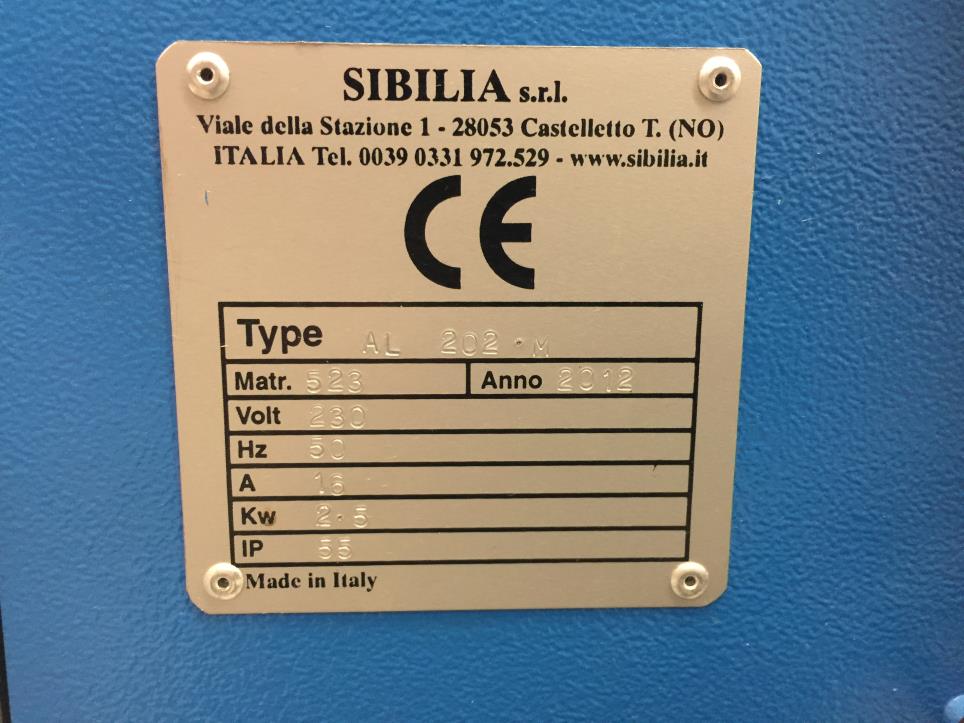 SIBILIA s.r.l.
Viale della Stazione 1 - 28053 Castelletto T. (NO)
ITALIA Tel. 0039 0331 972.529 - www.sibilia.it
CE
Type AL 202·M
Matr. 523 Anno 2012
Volt 230
Hz 50
A 16
Kw 2·5
IP 55
Made in Italy